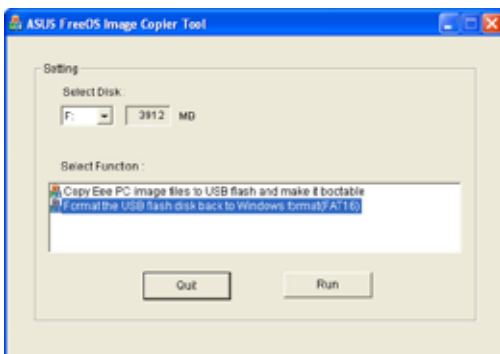 ASUS FreeOS Image Copier Tool
Setting
Select Disk:
F: 3912 MB
Select Function :
Copy Eee PC image files to USB flash and make it bootable
Format the USB flash disk back to Windows format(FAT16)
Quit Run